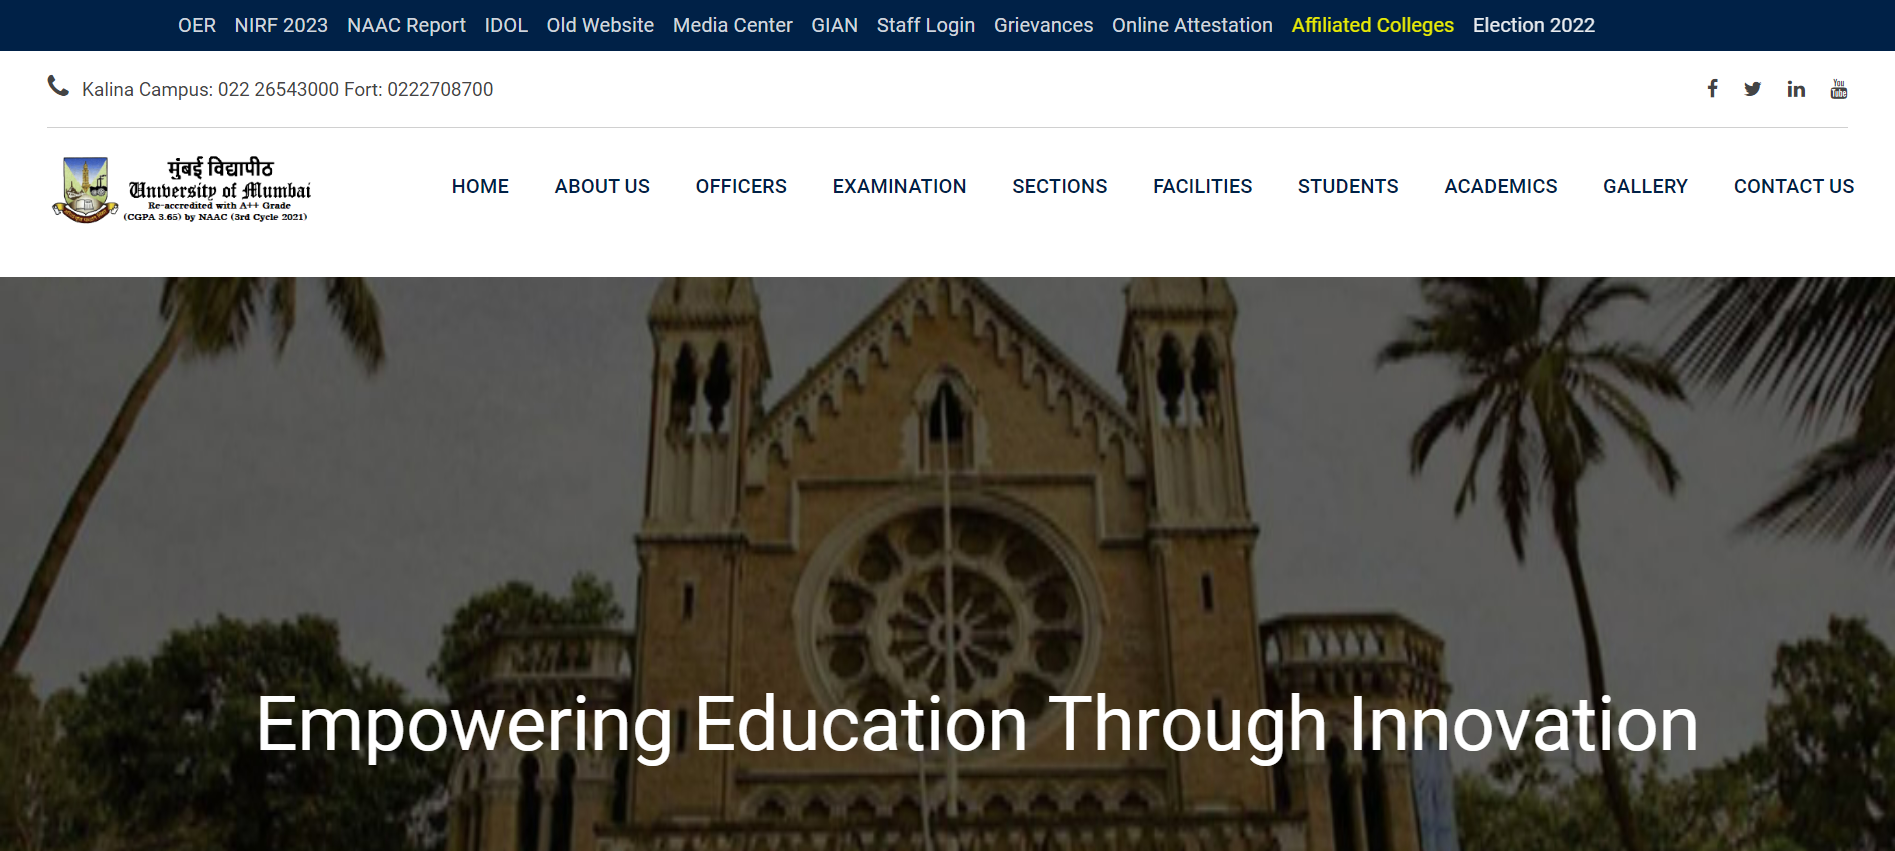 OER NIRF 2023 NAAC Report IDOL Old Website Media Center GIAN Staff Login Grievances Online Attestation Affiliated Colleges Election 2022
Kalina Campus: 022 26543000 Fort: 0222708700
You
Tube
मुंबई विद्यापीठ
University of Mumbai
Re-accredited with A++ Grade
(CGPA 3.65) by NAAC (3rd Cycle 2021)
HOME ABOUT US OFFICERS EXAMINATION SECTIONS FACILITIES STUDENTS ACADEMICS GALLERY CONTACT US
Empowering Education Through Innovation